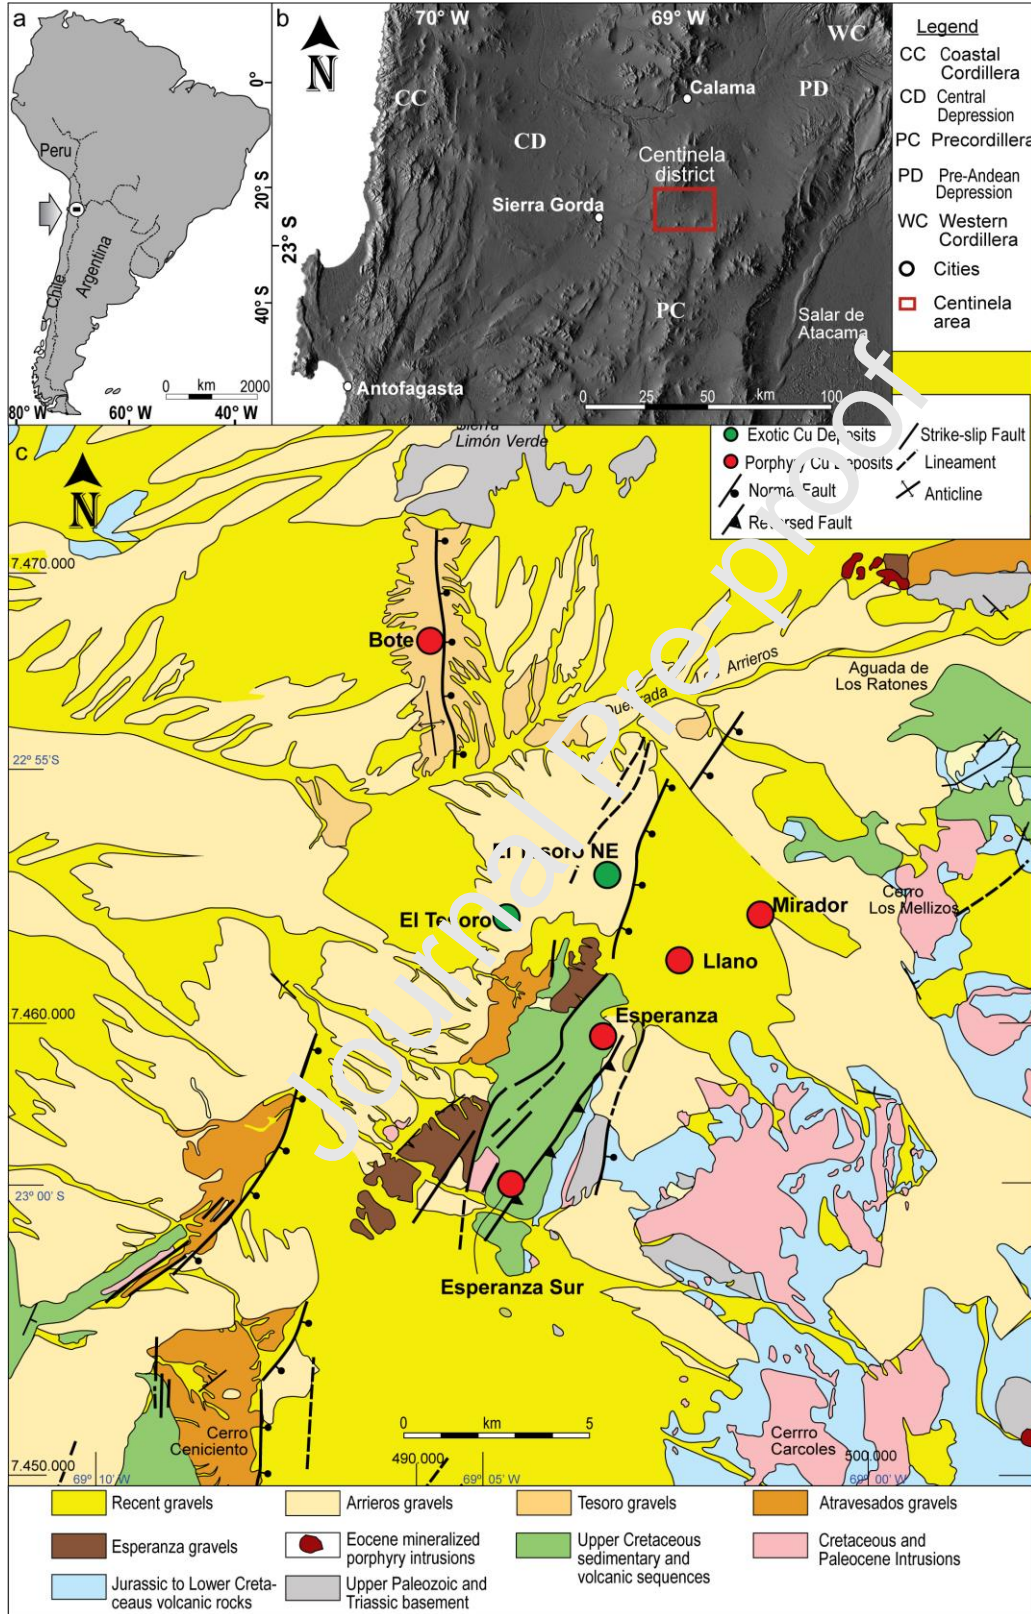 a
N
0°
Peru
20° S
Argentina
Chile
40° S
0 km 2000
80° W 60° W 40° W
b
70° W 69° W
N
WC
CC
PD
Calama
CD
Centinela
district
Sierra Gorda
23° S
PC
Salar de
Atacama
Antofagasta
0 25 50 km 100
Legend
CC Coastal
Cordillera
CD Central
Depression
PC Precordillera
PD Pre-Andean
Depression
WC Western
Cordillera
Cities
Centinela
area
c
N
Sierra
Limón Verde
Exotic Cu Deposits
Porphyry Cu Deposits
Normal Fault
Reversed Fault
Strike-slip Fault
Lineament
Anticline
7.470.000
Bote
Quebrada Arrieros
Aguada de
Los Ratones
22° 55'S
El Tesoro NE
El Tesoro
Mirador
Cerro
Los Mellizos
Llano
7.460.000
Esperanza
23° 00' S
Esperanza Sur
0 km 5
Cerro
Ceniciento
Cerrro
Carcoles
7.450.000
69° 10' W
490.000
69° 05' W
500.000
69° 00' W
Journal Pre-proof
Recent gravels
Arrieros gravels
Tesoro gravels
Atravesados gravels
Esperanza gravels
Eocene mineralized
porphyry intrusions
Upper Cretaceous
sedimentary and
volcanic sequences
Cretaceous and
Paleocene Intrusions
Jurassic to Lower Creta-
ceaus volcanic rocks
Upper Paleozoic and
Triassic basement